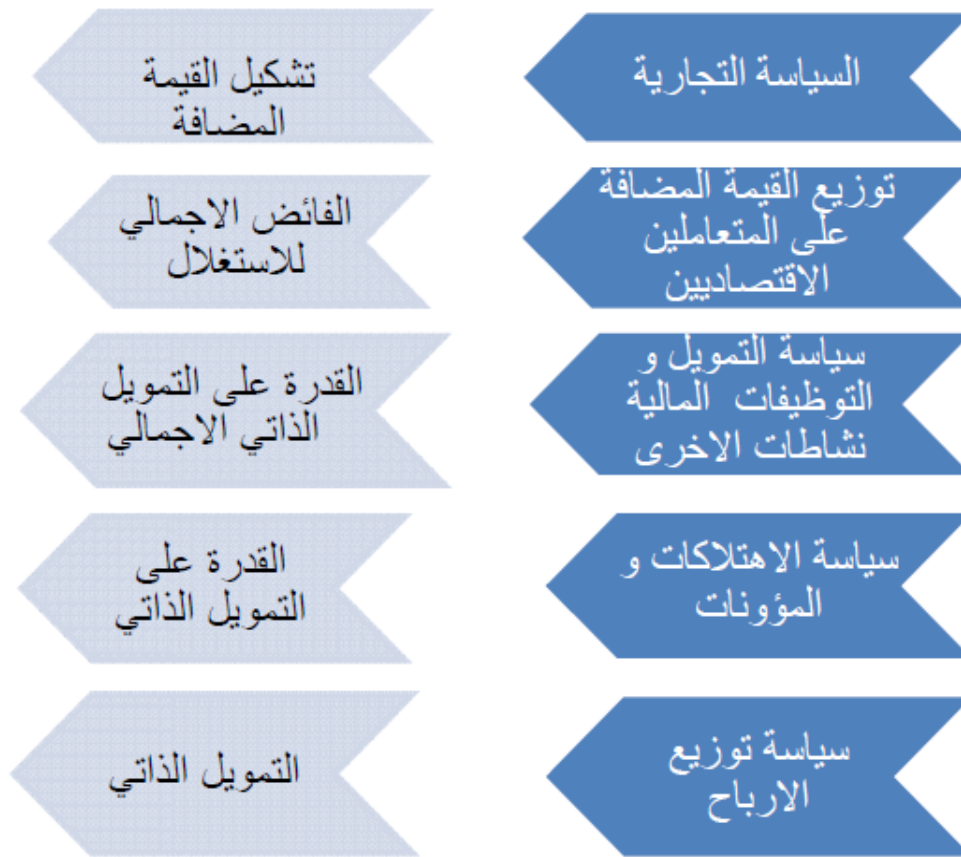 السياسة التجارية
تشكيل القيمة
المضافة
توزيع القيمة المضافة
على المتعاملين
الاقتصاديين
الفائض الاجمالي
للاستغلال
سياسة التمويل و
التوظيفات المالية
نشاطات الاخرى
القدرة على التمويل
الذاتي الاجمالي
سياسة الاهتلاكات و
المؤونات
القدرة على
التمويل الذاتي
سياسة توزيع
الارباح
التمويل الذاتي